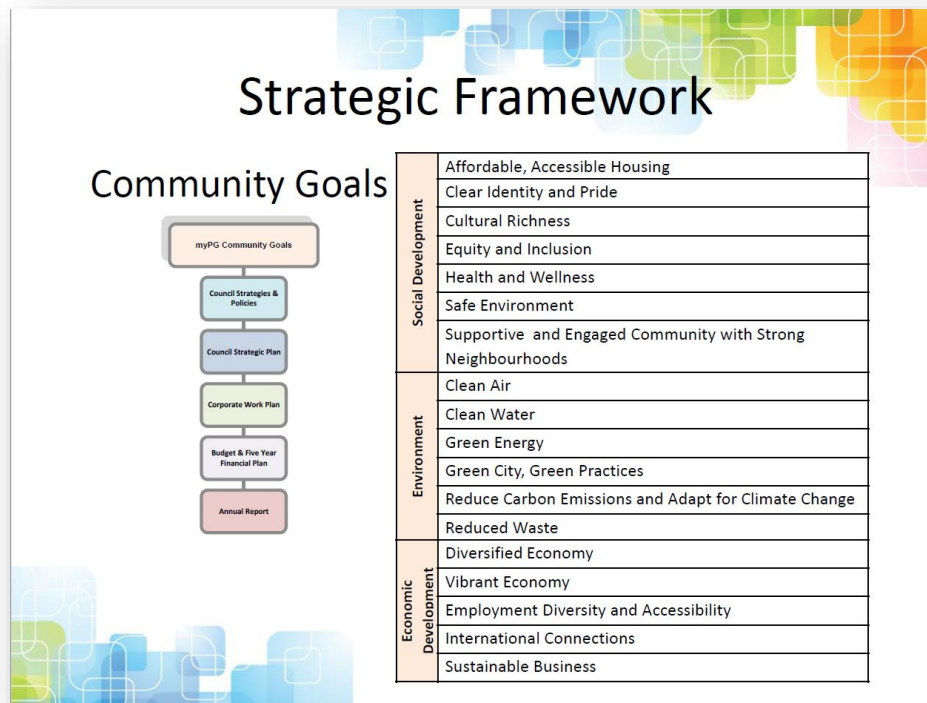 Strategic Framework
Community Goals
myPG Community Goals
Council Strategies &
Policies
Council Strategic Plan
Corporate Work Plan
Budget & Five Year
Financial Plan
Annual Report
Social Development
Affordable, Accessible Housing
Clear Identity and Pride
Cultural Richness
Equity and Inclusion
Health and Wellness
Safe Environment
Supportive and Engaged Community with Strong
Neighbourhoods
Environment
Clean Air
Clean Water
Green Energy
Green City, Green Practices
Reduce Carbon Emissions and Adapt for Climate Change
Reduced Waste
Economic
Development
Diversified Economy
Vibrant Economy
Employment Diversity and Accessibility
International Connections
Sustainable Business